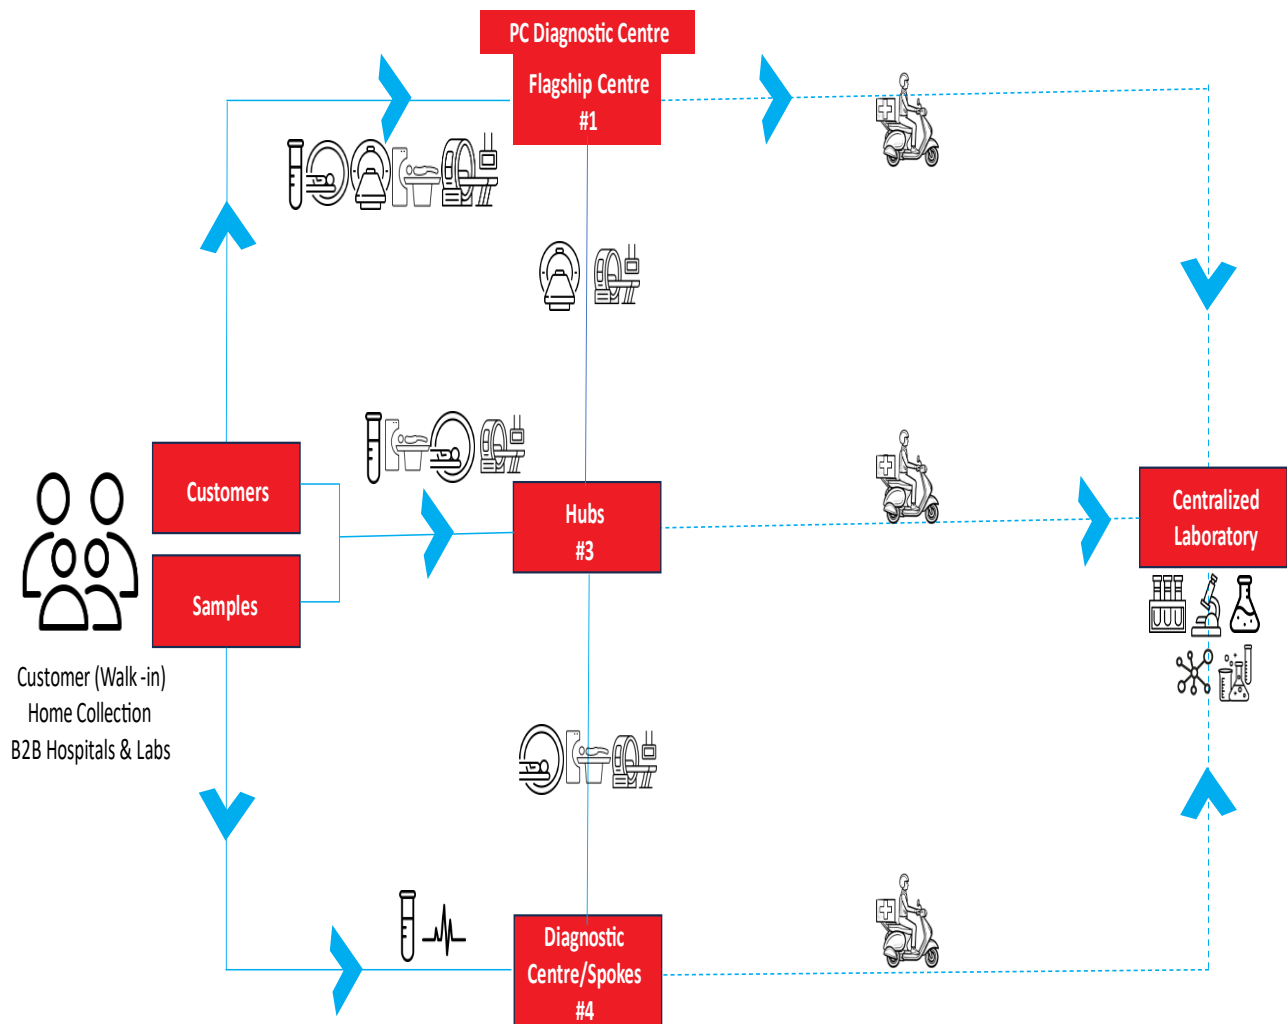 PC Diagnostic Centre
Flagship Centre
#1
Customers
Samples
Customer (Walk -in)
Home Collection
B2B Hospitals & Labs
Hubs
#3
Centralized
Laboratory
Diagnostic
Centre/Spokes
#4